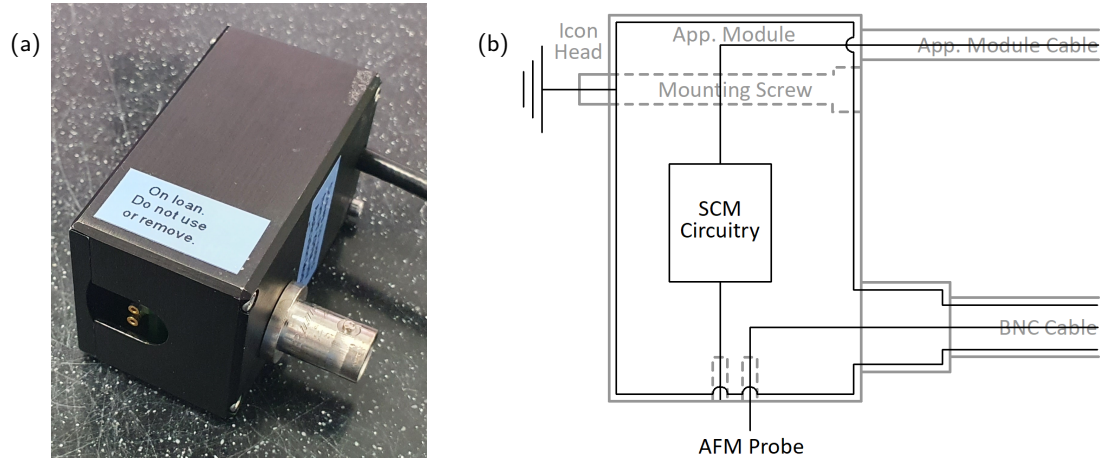 (a)
On loan.
Do not use
or remove.
(b)
Icon
Head
App. Module
App. Module Cable
Mounting Screw
SCM
Circuitry
BNC Cable
AFM Probe